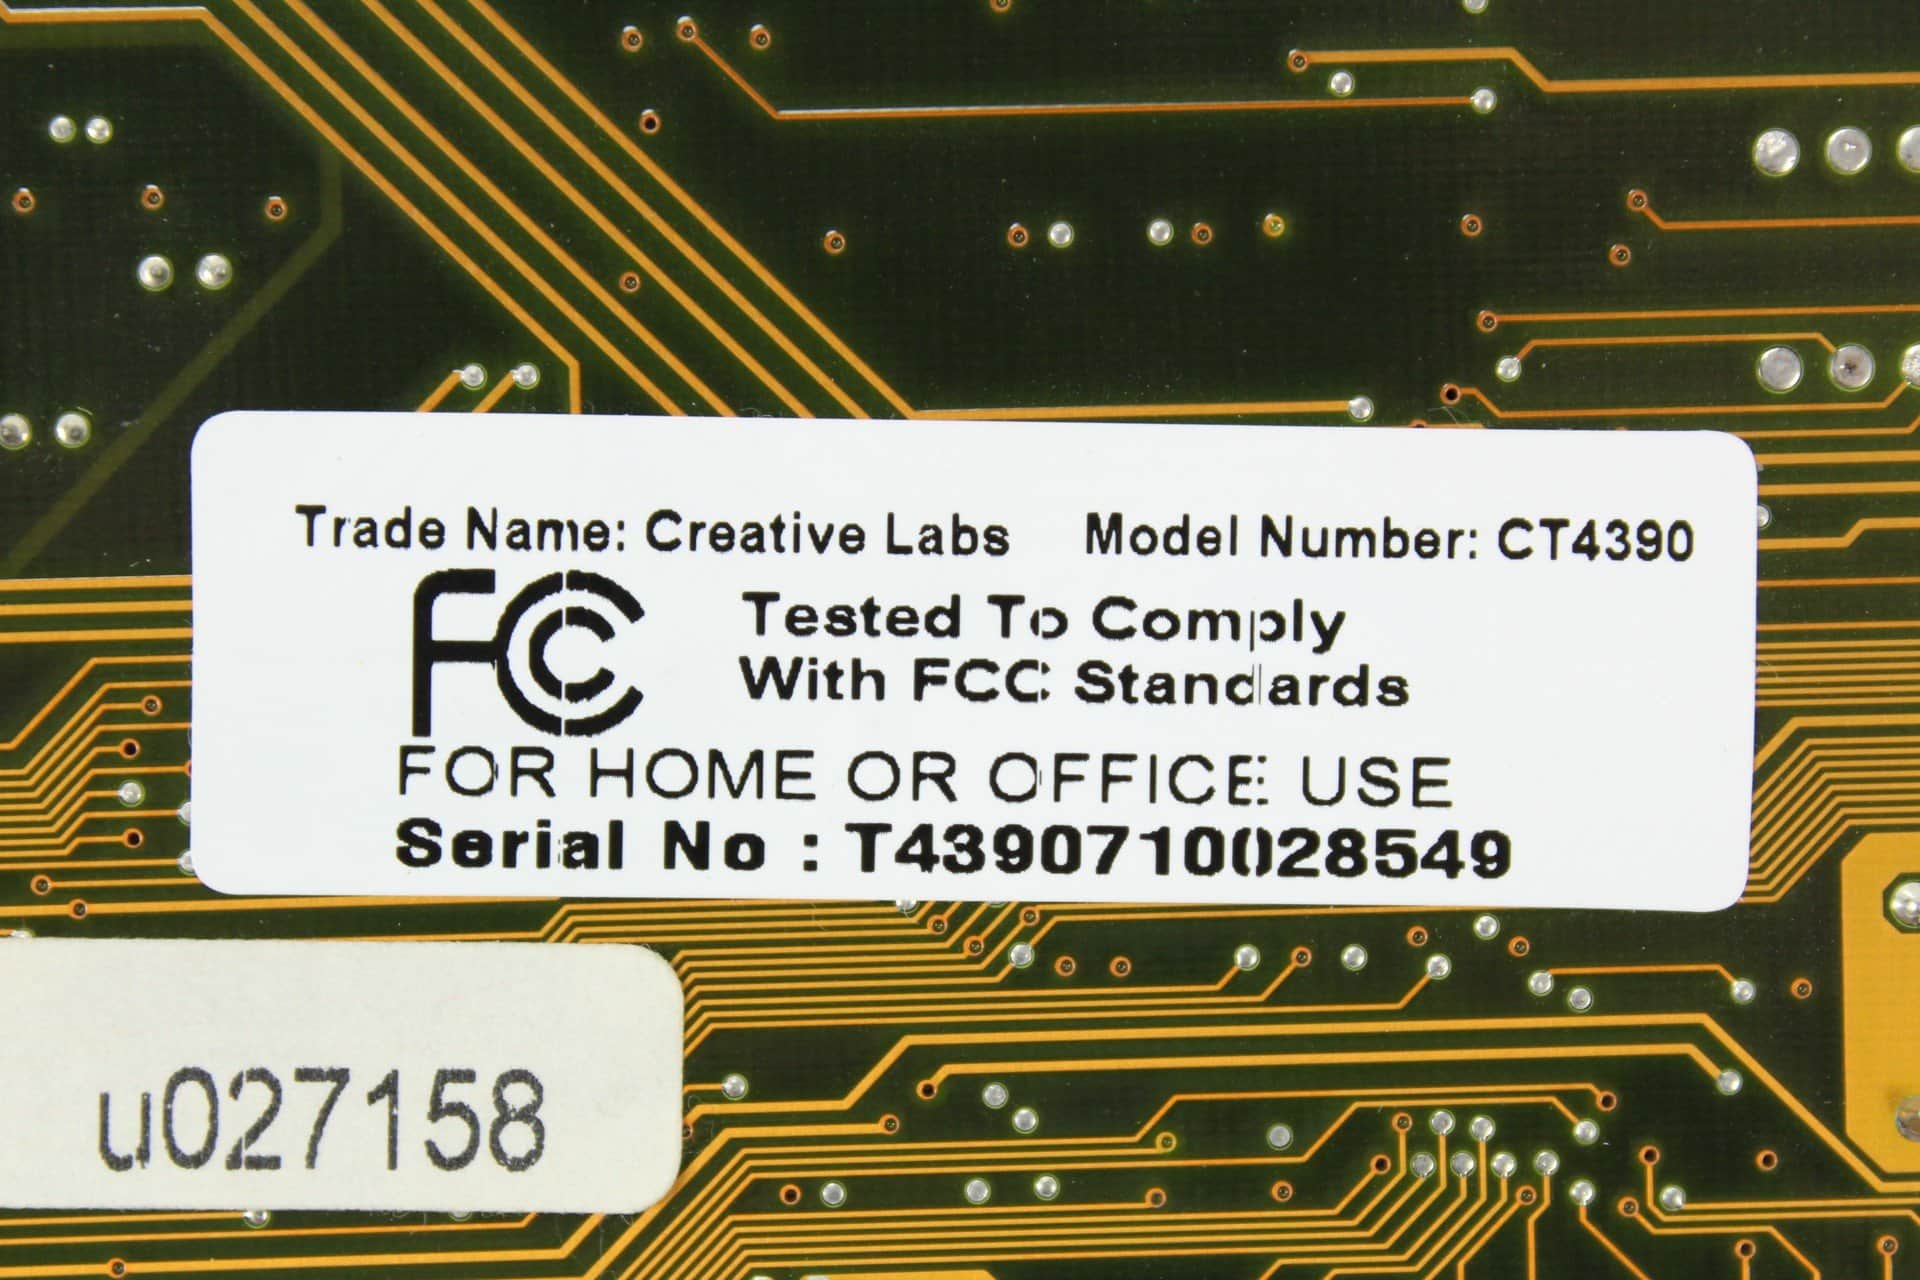 Trade Name: Creative Labs Model Number: CT4390
FC Tested To Comply
With FCC Standards
FOR HOME OR OFFICE USE
Serial No : T4390710028549
u027158